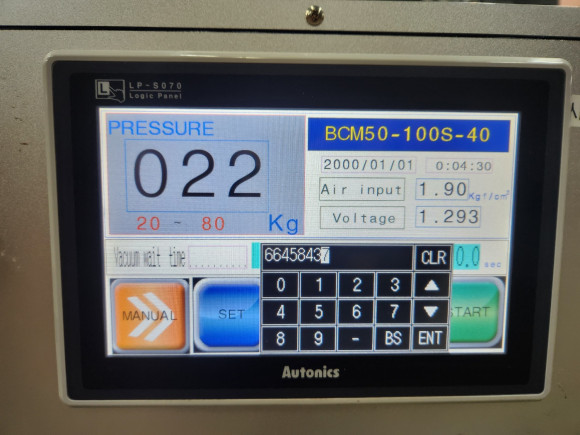 LP-S070
Logic Panel
PRESSURE
022
20 ~ 80 Kg
BCM50-100S-40
2000/01/01 0:04:30
Air input 1.90 Kgf/cm²
Voltage 1.293
Vacuum wait time
0.0 sec
66458437 CLR
0 1 2 3 ▲
4 5 6 7 ▼
8 9 - BS ENT
MANUAL
SET
START
Autonics